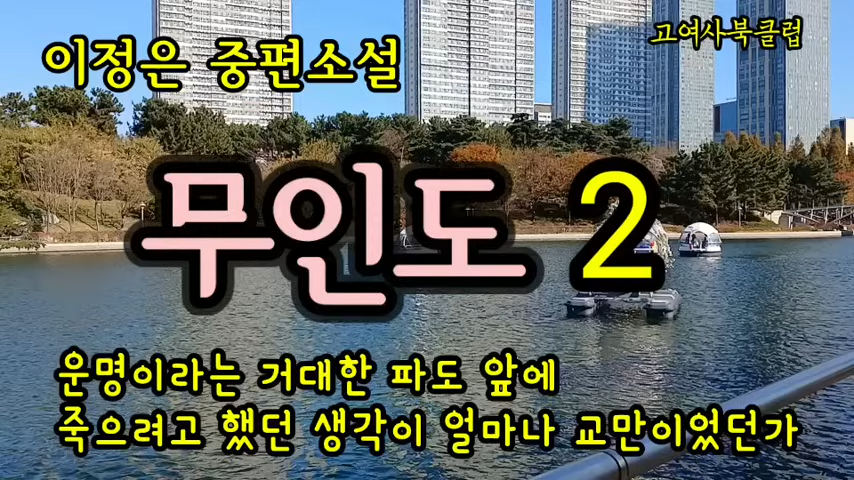 이정은 중편소설
고여사북클럽
무인도 2
운명이라는 거대한 파도 앞에
죽으려고 했던 생각이 얼마나 교만이었던가